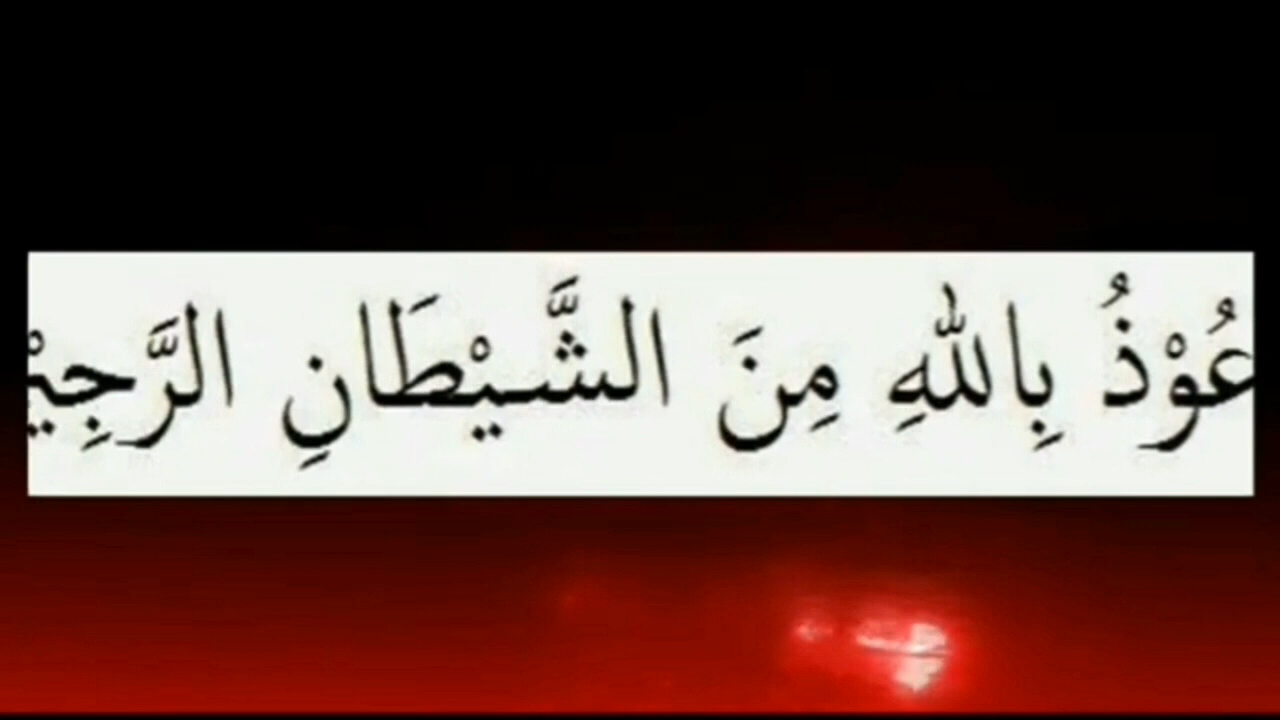 عُوْذُ بِاللهِ مِنَ الشَّيْطَانِ الرَّجِيْ